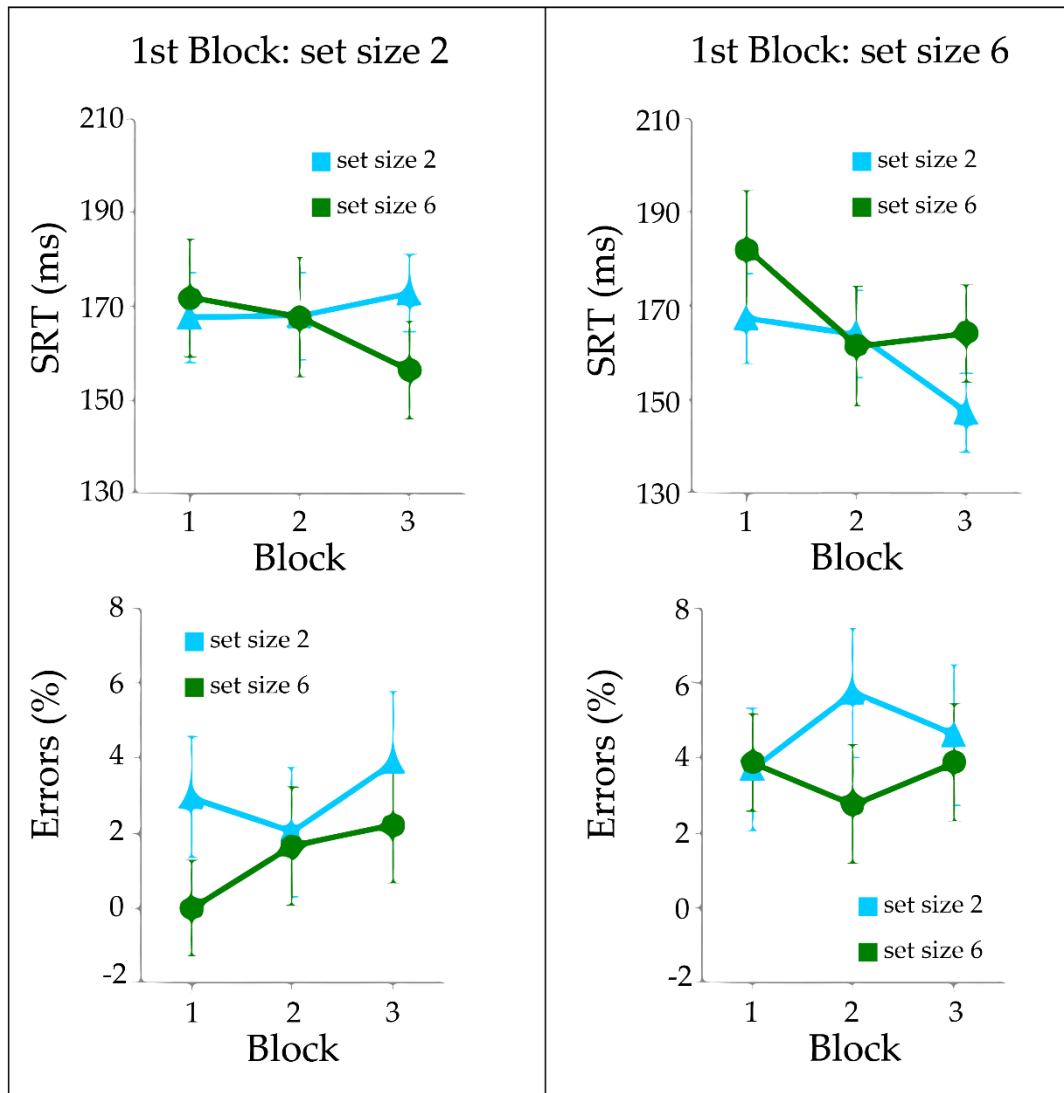 1st Block: set size 2
210
190
170
150
130
SRT (ms)
set size 2
set size 6
1 2 3
Block
8
6
4
2
0
-2
Errors (%)
set size 2
set size 6
1 2 3
Block
1st Block: set size 6
210
190
170
150
130
SRT (ms)
set size 2
set size 6
1 2 3
Block
8
6
4
2
0
-2
Errors (%)
set size 2
set size 6
1 2 3
Block